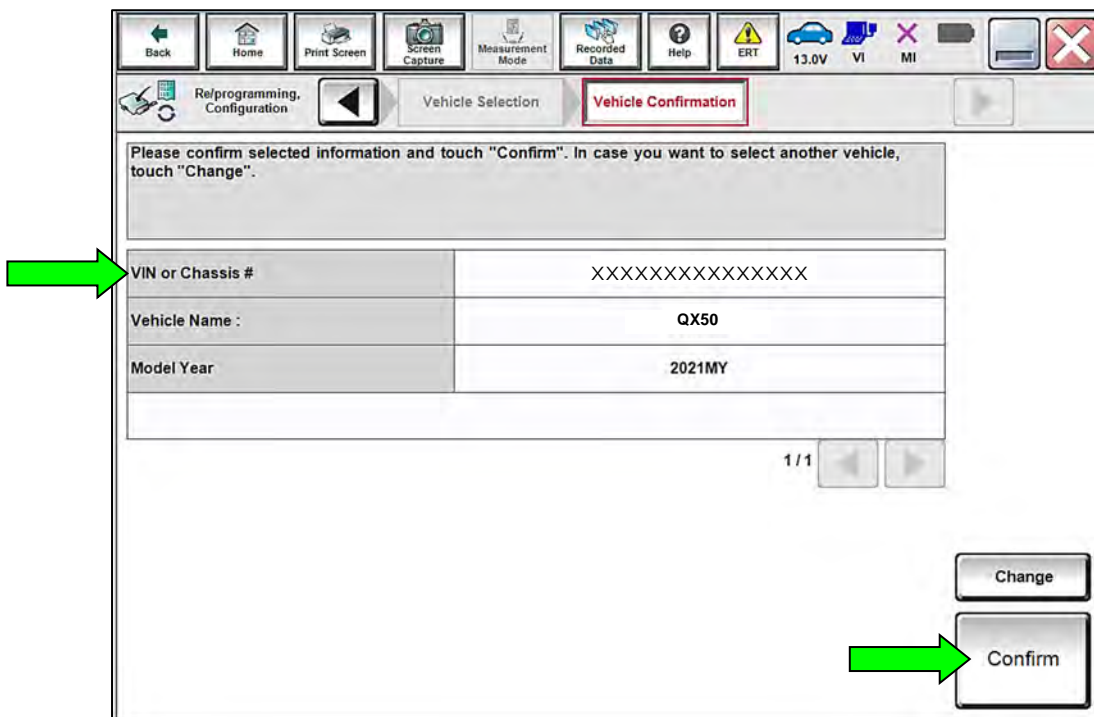 Back
Home
Print Screen
Screen
Capture
Measurement
Mode
Recorded
Data
Help
ERT
13.0V
VI
MI
Re/programming,
Configuration
Vehicle Selection
Vehicle Confirmation
Please confirm selected information and touch "Confirm". In case you want to select another vehicle,
touch "Change".
VIN or Chassis # XXXXXXXXXXXXXXX
Vehicle Name : QX50
Model Year 2021MY
1/1
Change
Confirm